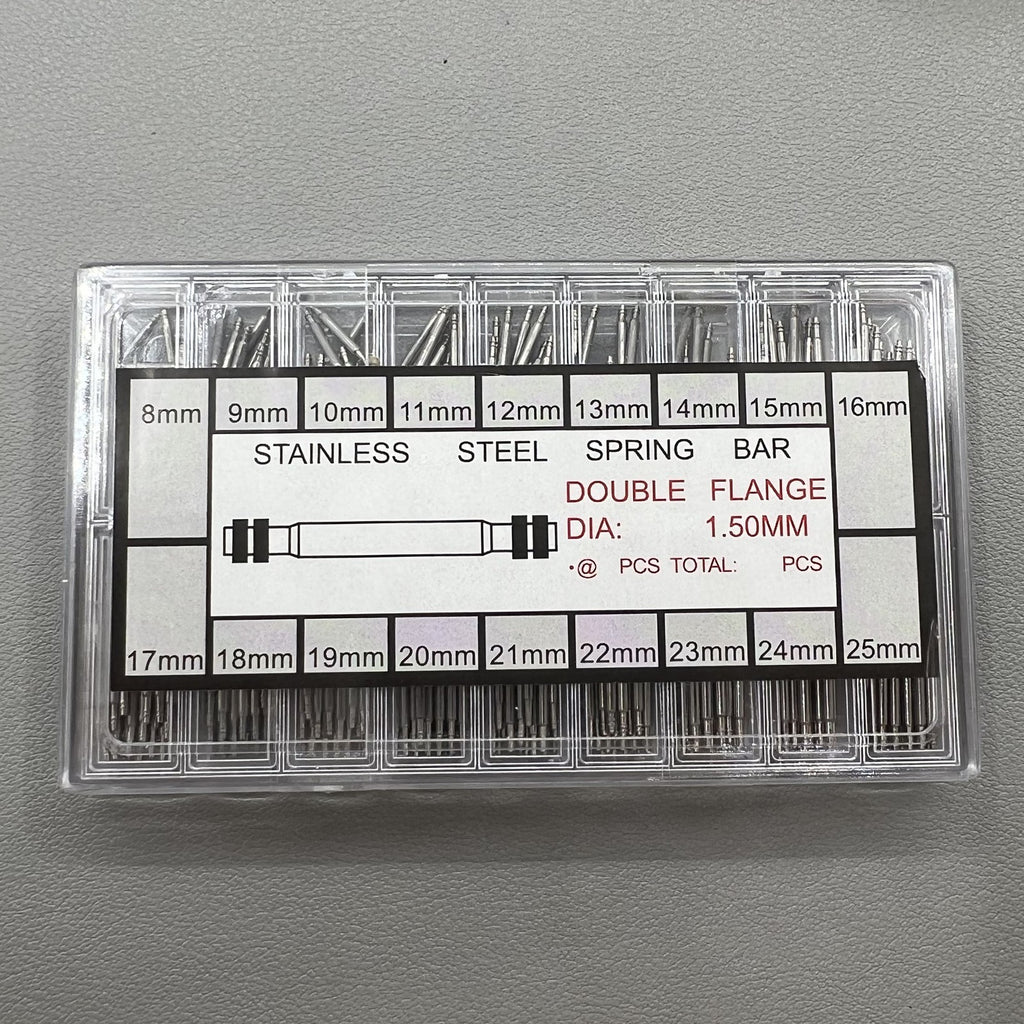 8mm 9mm 10mm 11mm 12mm 13mm 14mm 15mm 16mm
STAINLESS STEEL SPRING BAR
DOUBLE FLANGE
DIA: 1.50MM
·@ PCS TOTAL: PCS
17mm 18mm 19mm 20mm 21mm 22mm 23mm 24mm 25mm